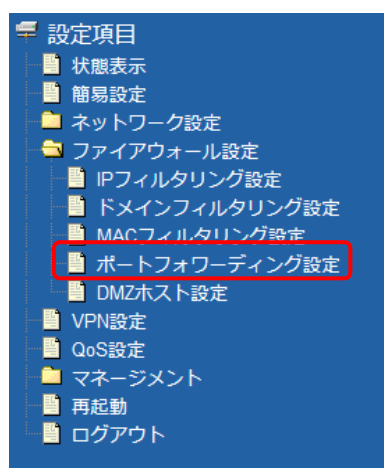 設定項目
状態表示
簡易設定
ネットワーク設定
ファイアウォール設定
IPフィルタリング設定
ドメインフィルタリング設定
MACフィルタリング設定
ポートフォワーディング設定
DMZホスト設定
VPN設定
QoS設定
マネージメント
再起動
ログアウト